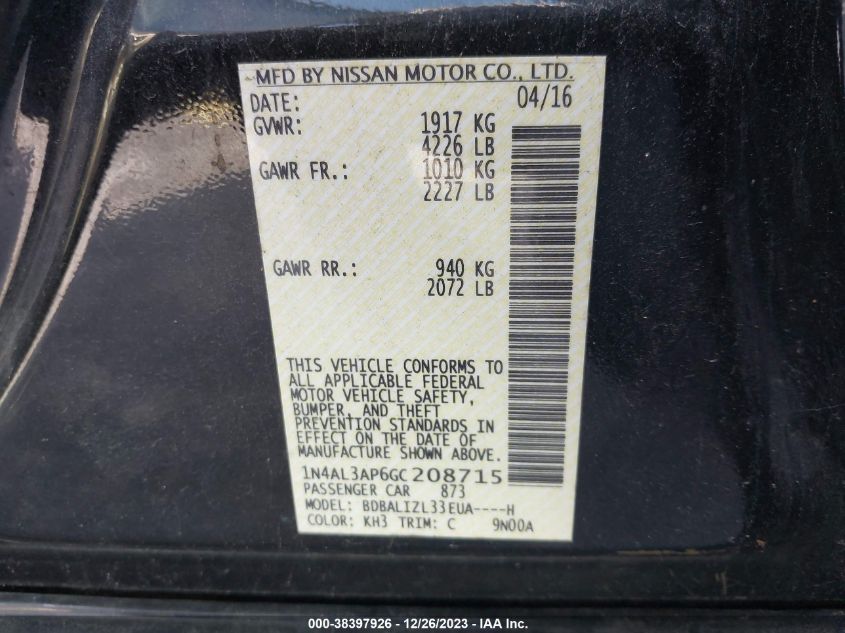 MFD BY NISSAN MOTOR CO., LTD.
DATE: 04/16
GVWR: 1917 KG
4226 LB
GAWR FR.: 1010 KG
2227 LB
GAWR RR.: 940 KG
2072 LB
THIS VEHICLE CONFORMS TO
ALL APPLICABLE FEDERAL
MOTOR VEHICLE SAFETY,
BUMPER, AND THEFT
PREVENTION STANDARDS IN
EFFECT ON THE DATE OF
MANUFACTURE SHOWN ABOVE.
1N4AL3AP6GC208715
PASSENGER CAR 873
MODEL: BDBALIZL33EUA----H
COLOR: KH3 TRIM: C 9N00A
000-38397926 - 12/26/2023 - IAA Inc.